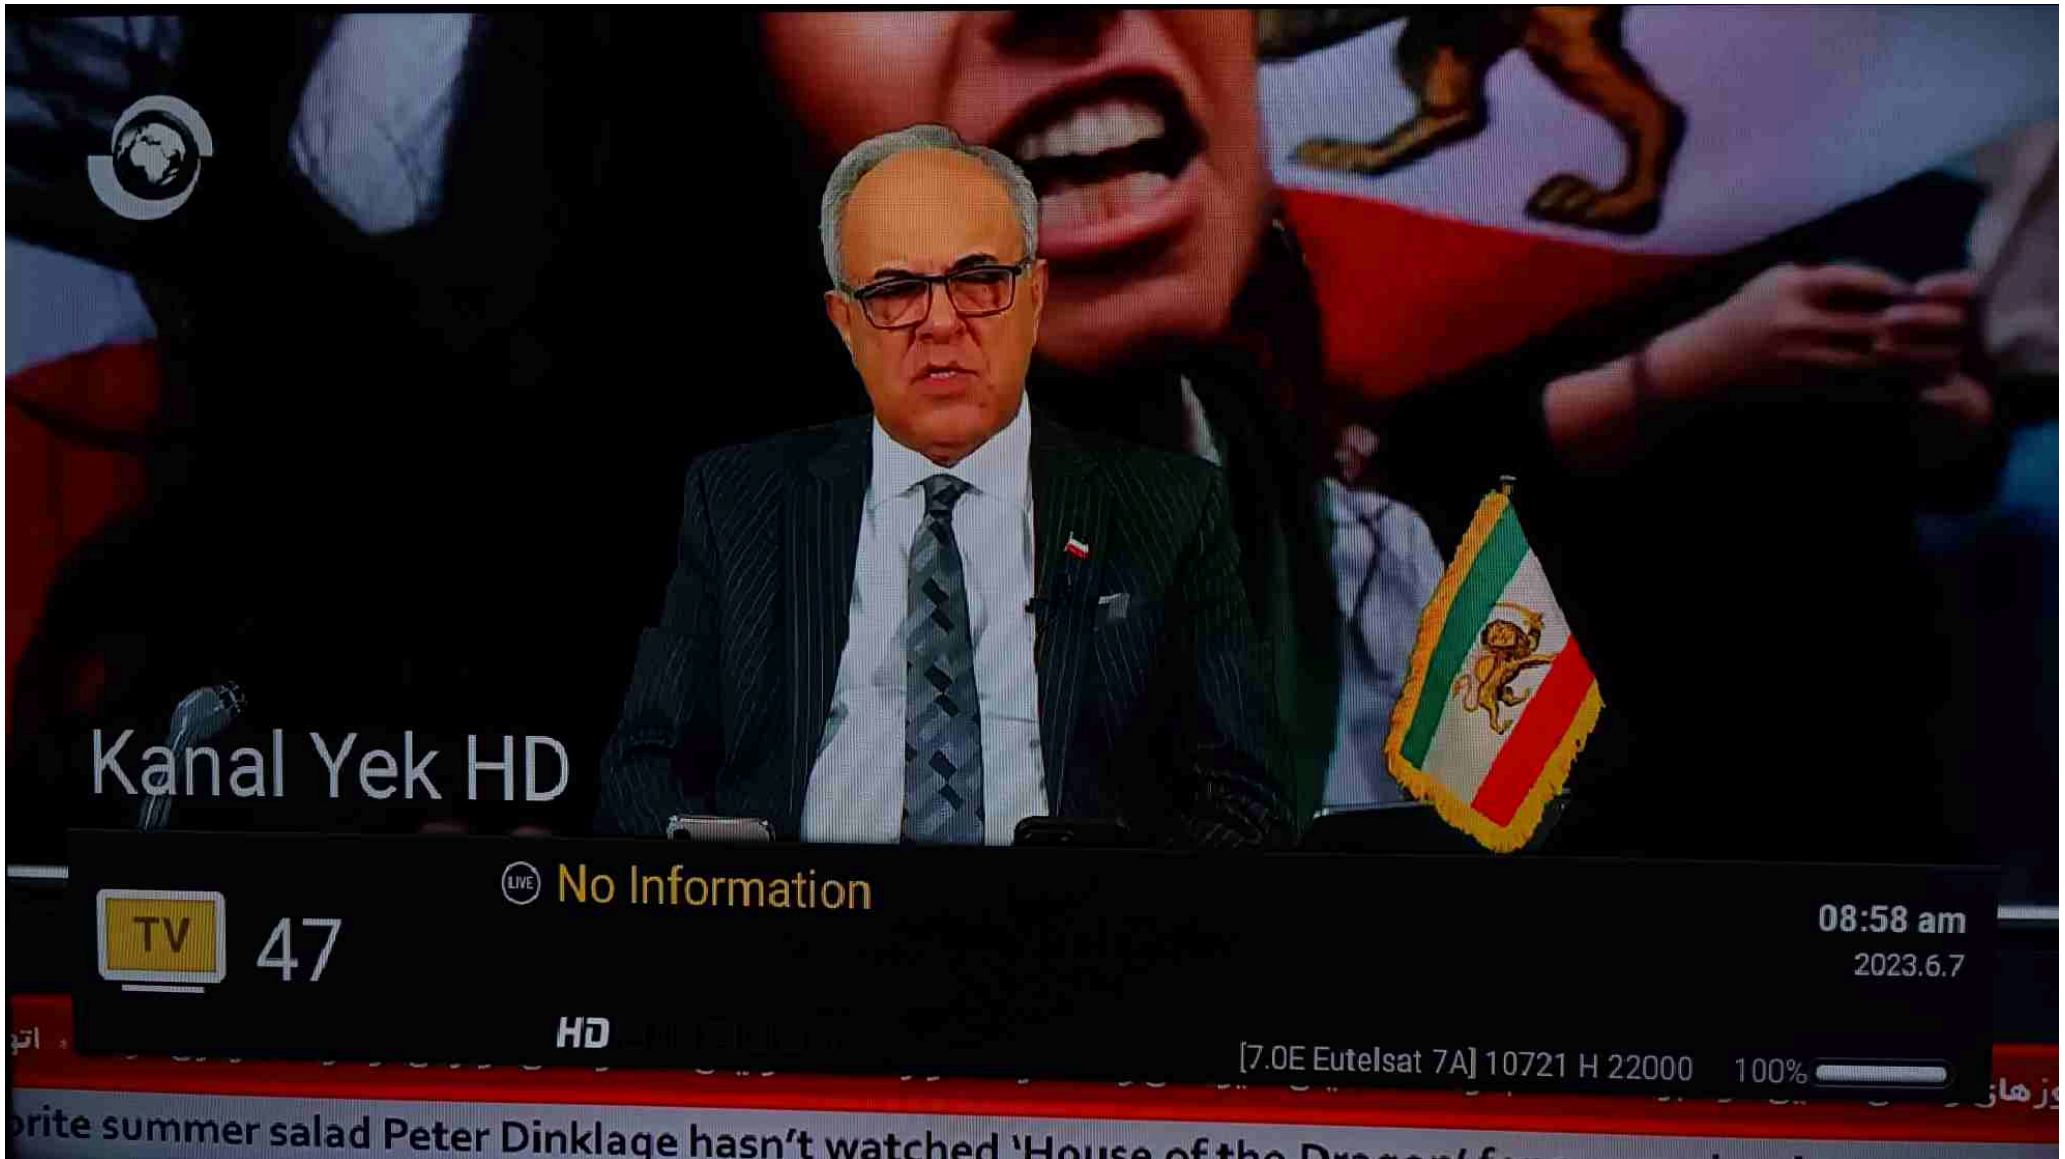 Kanal Yek HD
LIVE No Information
TV 47
08:58 am
2023.6.7
HD
[7.0E Eutelsat 7A] 10721 H 22000 100%
summer salad Peter Dinklage hasn't watched 'House of the Dragon'